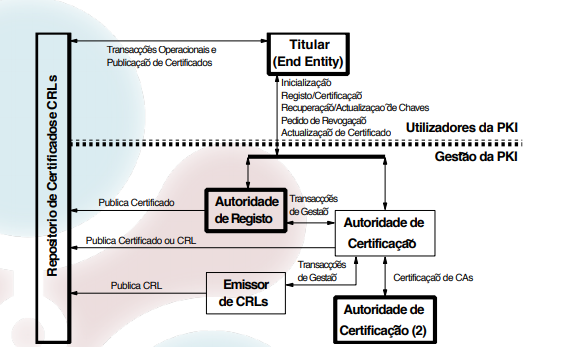 Repositorio de Certificados e CRLs
Transacções Operacionais e
Publicação de Certificados
Titular
(End Entity)
Inicialização
Registo/Certificação
Recuperação/Actualização de Chaves
Pedido de Revogação
Actualização de Certificado
Utilizadores da PKI
Gestão da PKI
Publica Certificado
Autoridade
de Registo
Transacções
de Gestão
Autoridade de
Certificação
Publica Certificado ou CRL
Transacções
de Gestão
Certificação de CAs
Publica CRL
Emissor
de CRLs
Autoridade de
Certificação (2)